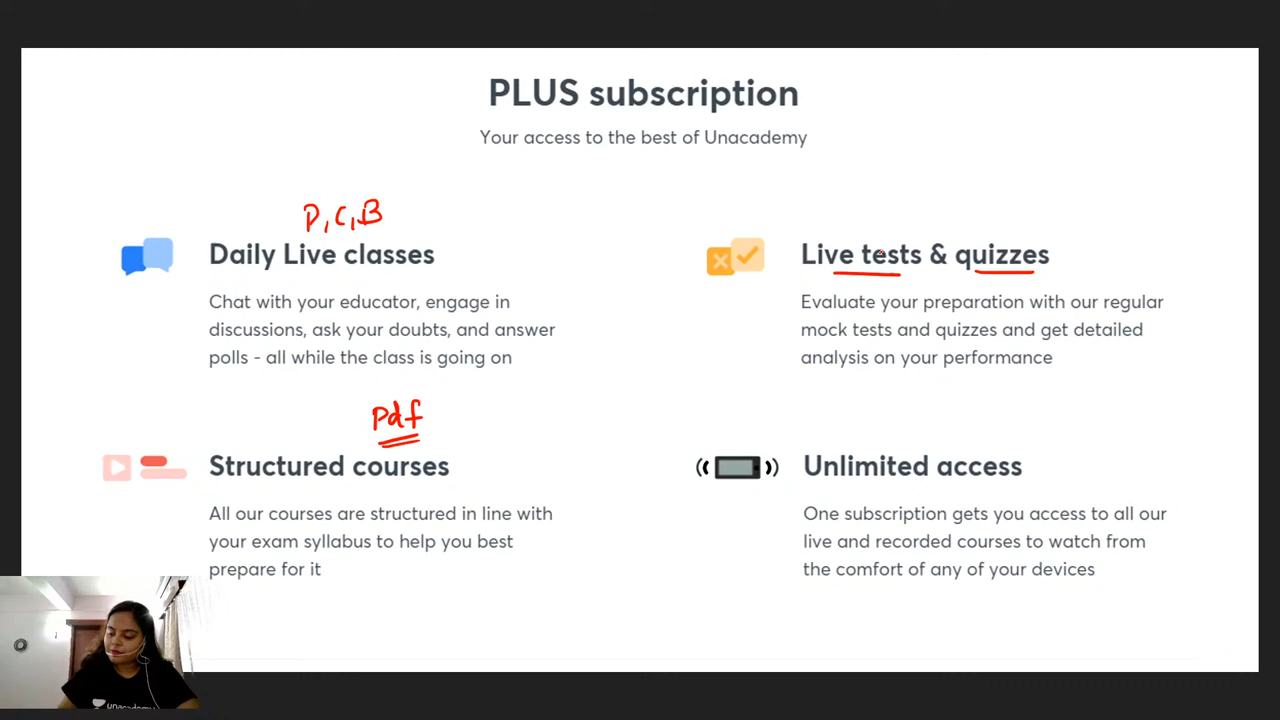 PLUS subscription
Your access to the best of Unacademy
P, C, B
Daily Live classes
Chat with your educator, engage in
discussions, ask your doubts, and answer
polls - all while the class is going on
Live tests & quizzes
Evaluate your preparation with our regular
mock tests and quizzes and get detailed
analysis on your performance
Pdf
Structured courses
All our courses are structured in line with
your exam syllabus to help you best
prepare for it
Unlimited access
One subscription gets you access to all our
live and recorded courses to watch from
the comfort of any of your devices
unacademy